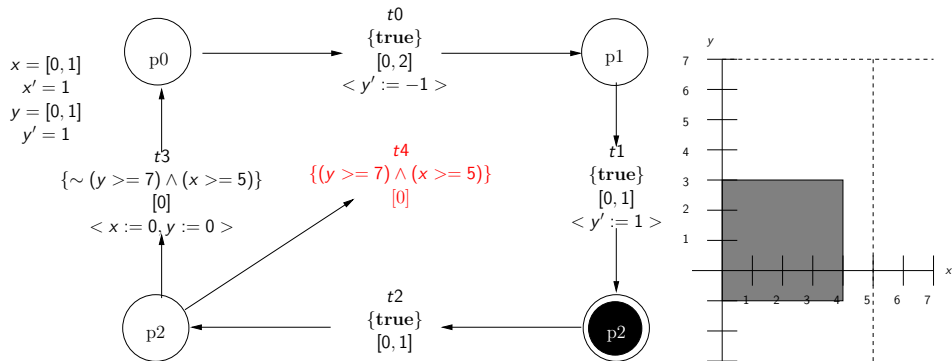 p0
t0
{true}
[0, 2]
< y′ := −1 >
p1
x = [0, 1]
x′ = 1
y = [0, 1]
y′ = 1
t3
{∼ (y >= 7) ∧ (x >= 5)}
[0]
< x := 0, y := 0 >
t4
{(y >= 7) ∧ (x >= 5)}
[0]
t1
{true}
[0, 1]
< y′ := 1 >
p2
t2
{true}
[0, 1]
p2
y
7
6
5
4
3
2
1
x
1 2 3 4 5 6 7